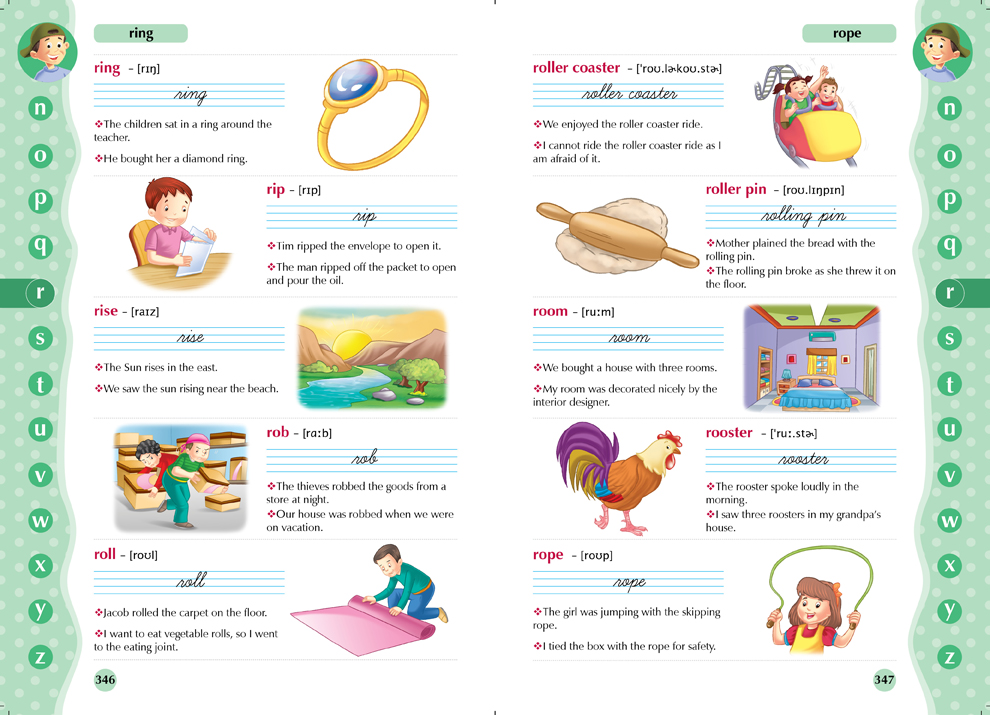 ring
n
o
p
q
r
s
t
u
v
w
x
y
z
ring – [rɪŋ]
ring
❖The children sat in a ring around the
teacher.
❖He bought her a diamond ring.
rip – [rɪp]
rip
❖Tim ripped the envelope to open it.
❖The man ripped off the packet to open
and pour the oil.
rise – [raɪz]
rise
❖The Sun rises in the east.
❖We saw the sun rising near the beach.
rob – [rɑːb]
rob
❖The thieves robbed the goods from a
store at night.
❖Our house was robbed when we were
on vacation.
roll – [roʊl]
roll
❖Jacob rolled the carpet on the floor.
❖I want to eat vegetable rolls, so I went
to the eating joint.
346
rope
roller coaster – [ˈroʊ.lɚkoʊ.stɚ]
roller coaster
❖We enjoyed the roller coaster ride.
❖I cannot ride the roller coaster ride as I
am afraid of it.
roller pin – [roʊ.lɪŋpɪn]
rolling pin
❖Mother plained the bread with the
rolling pin.
❖The rolling pin broke as she threw it on
the floor.
room – [ruːm]
room
❖We bought a house with three rooms.
❖My room was decorated nicely by the
interior designer.
rooster – [ˈruː.stɚ]
rooster
❖The rooster spoke loudly in the
morning.
❖I saw three roosters in my grandpa's
house.
rope – [roʊp]
rope
❖The girl was jumping with the skipping
rope.
❖I tied the box with the rope for safety.
347
n
o
p
q
r
s
t
u
v
w
x
y
z